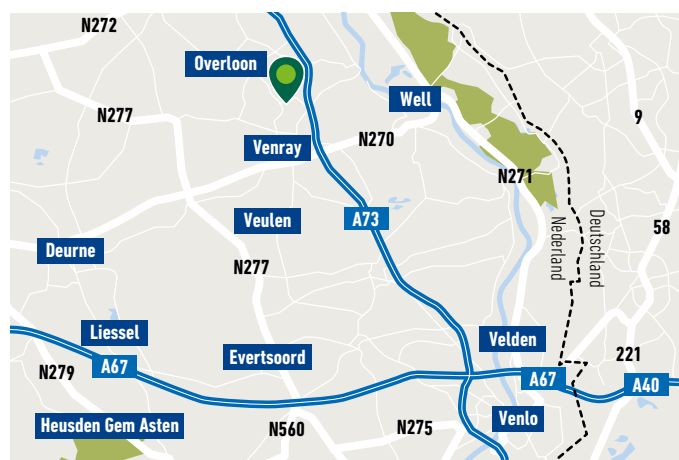 N272
Overloon
Well
N277
9
N270
Venray
N271
Veulen
A73
58
Nederland
Deutschland
Deurne
N277
Liessel
Velden
Evertsoord
221
A67
N279
A67
A40
Heusden Gem Asten
N560
N275
Venlo